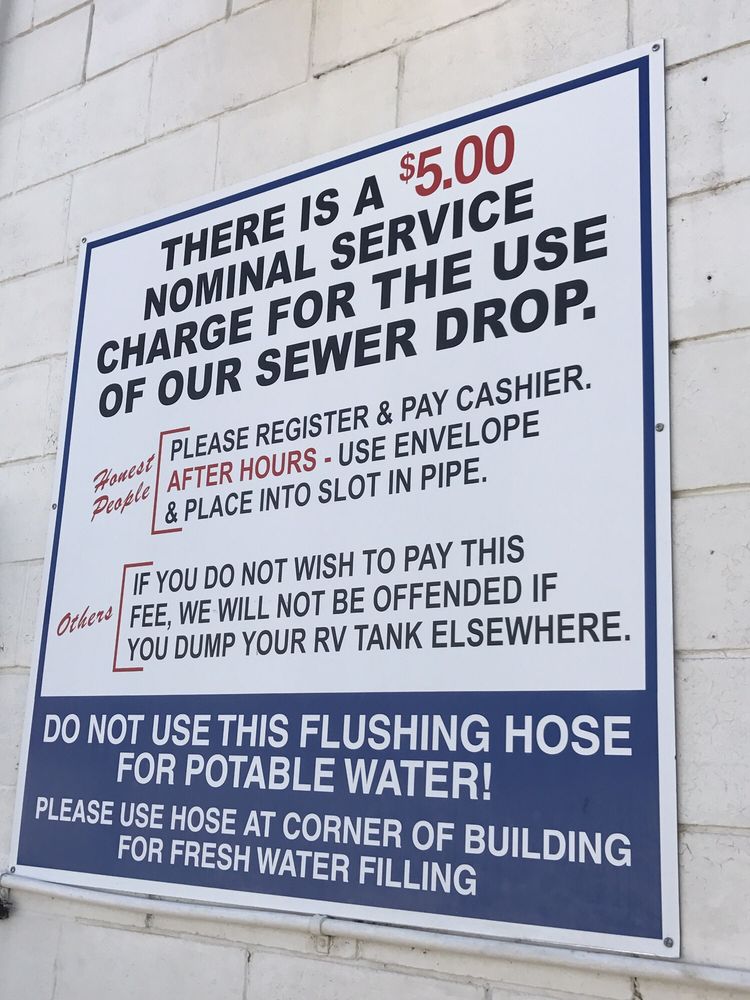 THERE IS A $5.00
NOMINAL SERVICE
CHARGE FOR THE USE
OF OUR SEWER DROP.
Honest
People
PLEASE REGISTER & PAY CASHIER.
AFTER HOURS - USE ENVELOPE
& PLACE INTO SLOT IN PIPE.
Others
IF YOU DO NOT WISH TO PAY THIS
FEE, WE WILL NOT BE OFFENDED IF
YOU DUMP YOUR RV TANK ELSEWHERE.
DO NOT USE THIS FLUSHING HOSE
FOR POTABLE WATER!
PLEASE USE HOSE AT CORNER OF BUILDING
FOR FRESH WATER FILLING